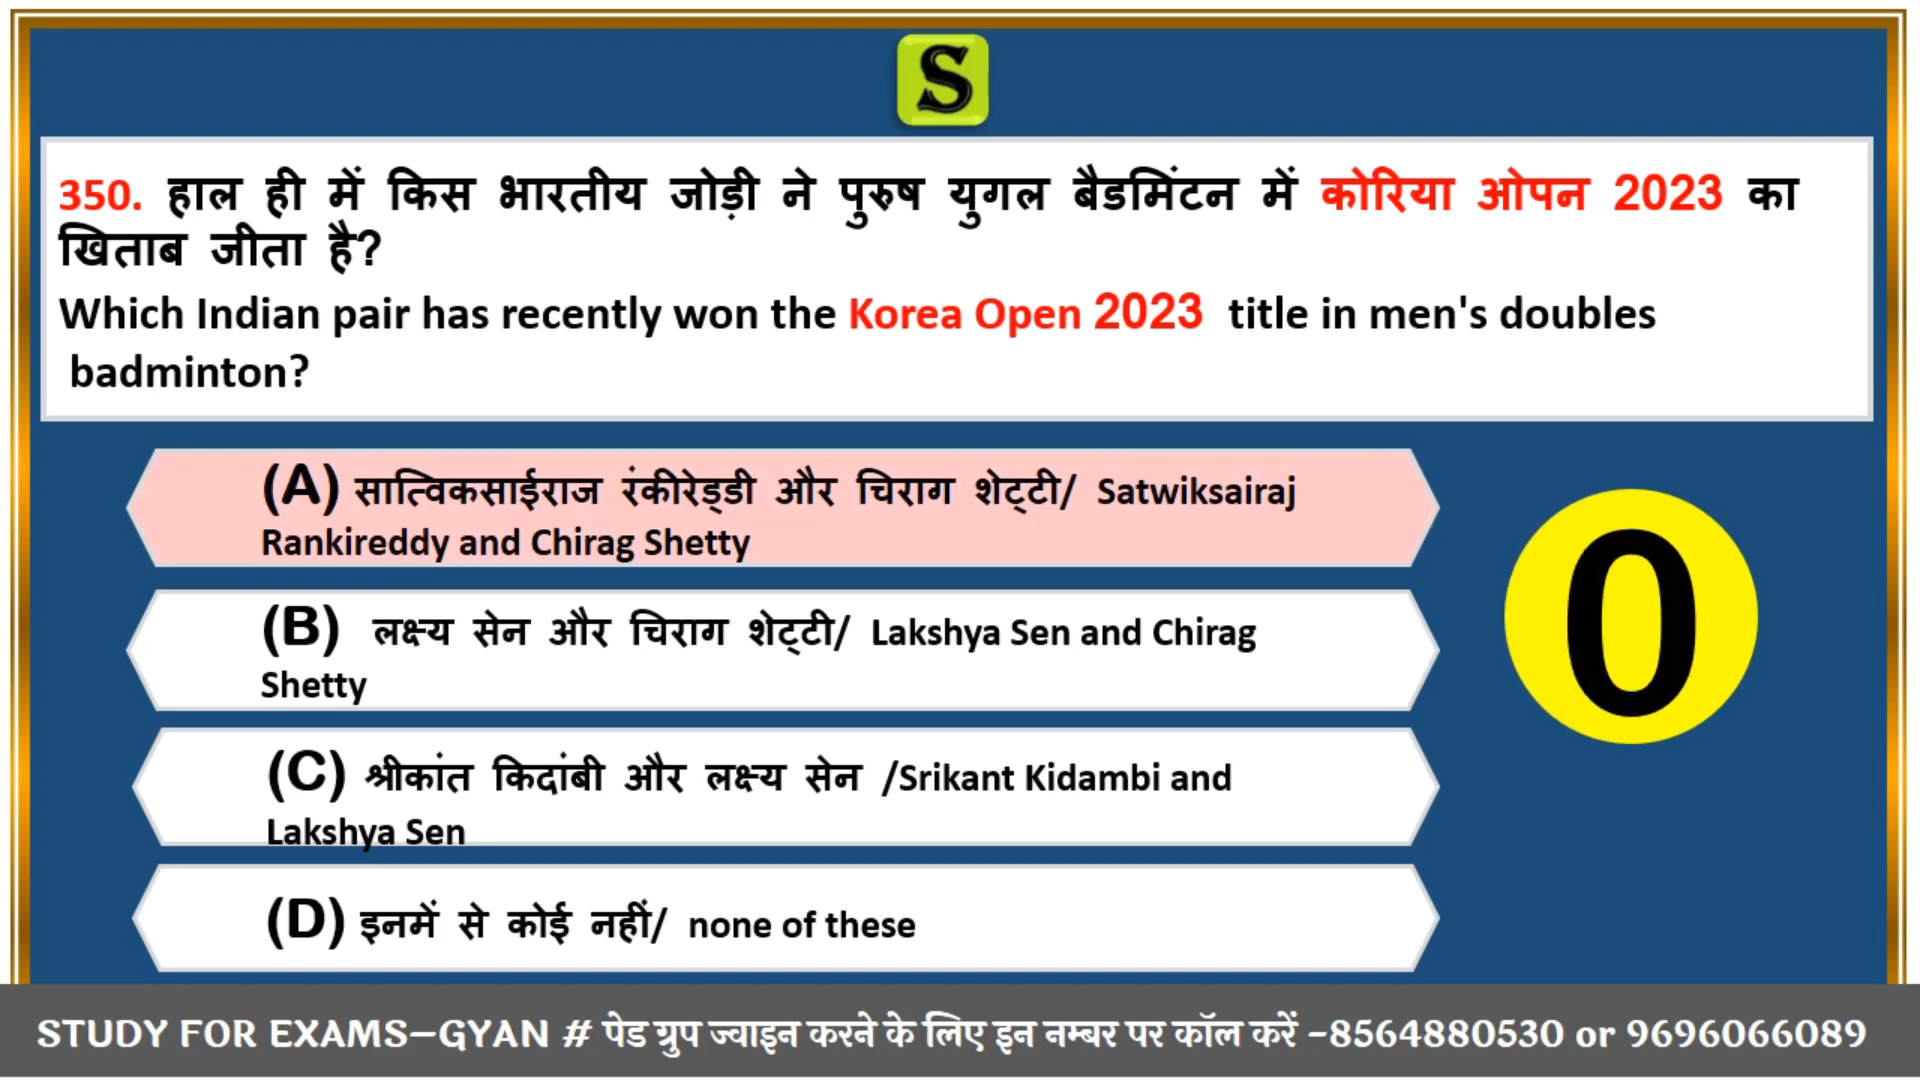 S
350. हाल ही में किस भारतीय जोड़ी ने पुरुष युगल बैडमिंटन में कोरिया ओपन 2023 का
खिताब जीता है?
Which Indian pair has recently won the Korea Open 2023 title in men's doubles
badminton?
(A) सात्विकसाईराज रंकीरेड्डी और चिराग शेट्टी/ Satwiksairaj
Rankireddy and Chirag Shetty
(B) लक्ष्य सेन और चिराग शेट्टी/ Lakshya Sen and Chirag
Shetty
(C) श्रीकांत किदांबी और लक्ष्य सेन /Srikant Kidambi and
Lakshya Sen
(D) इनमें से कोई नहीं/ none of these
0
STUDY FOR EXAMS–GYAN # पेड ग्रुप ज्वाइन करने के लिए इन नम्बर पर कॉल करें -8564880530 or 9696066089